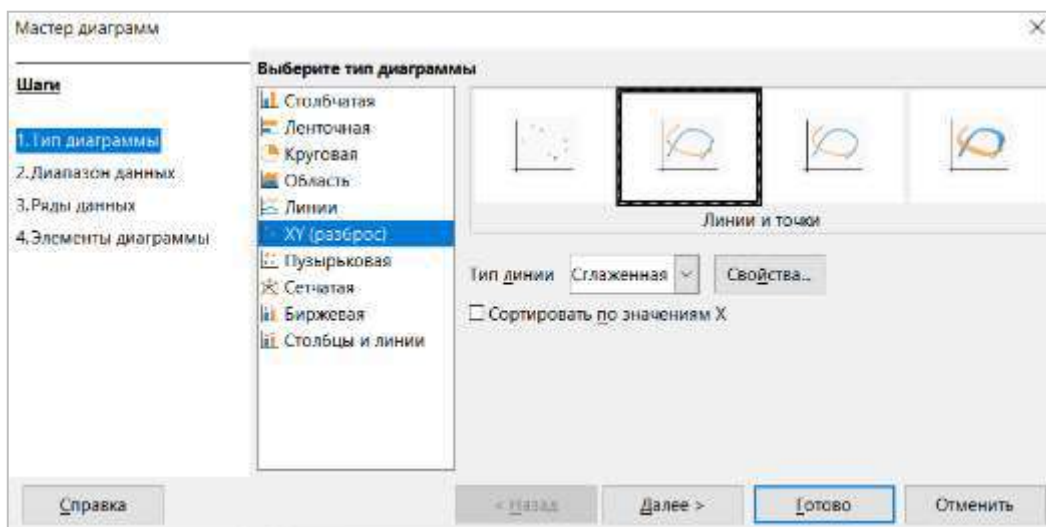 Мастер диаграмм
Шаги
1.Тип диаграммы
2.Диапазон данных
3.Ряды данных
4.Элементы диаграммы
Выберите тип диаграммы
Столбчатая
Ленточная
Круговая
Область
Линии
XY (разброс)
Пузырьковая
Сетчатая
Биржевая
Столбцы и линии
Линии и точки
Тип линии Сглаженная Свойства...
Сортировать по значениям X
Справка < Назад Далее > Готово Отменить